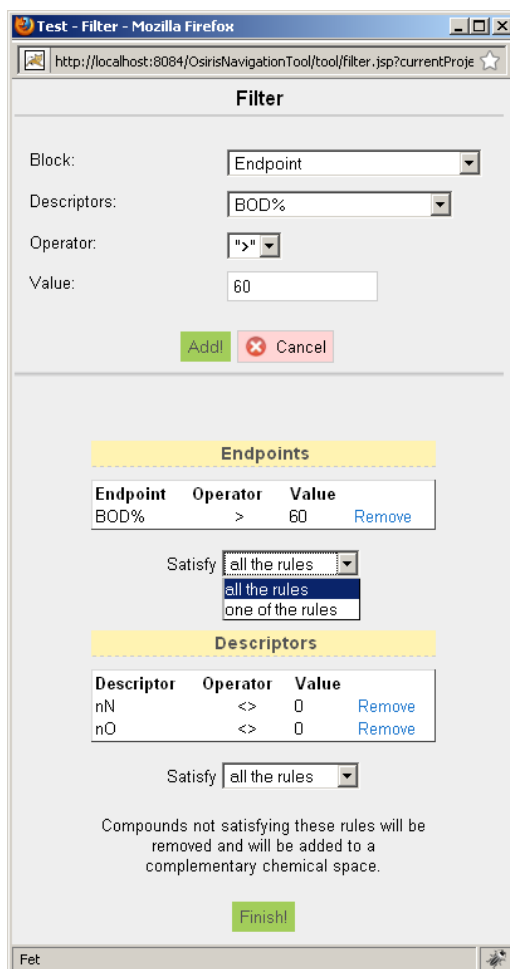 Test - Filter - Mozilla Firefox
http://localhost:8084/OsirisNavigationTool/tool/filter.jsp?currentProje
Filter
Block: Endpoint
Descriptors: BOD%
Operator: ">"
Value: 60
Add! Cancel
Endpoints
Endpoint Operator Value
BOD% > 60 Remove
Satisfy all the rules
all the rules
one of the rules
Descriptors
Descriptor Operator Value
nN <> 0 Remove
nO <> 0 Remove
Satisfy all the rules
Compounds not satisfying these rules will be
removed and will be added to a
complementary chemical space.
Finish!
Fet